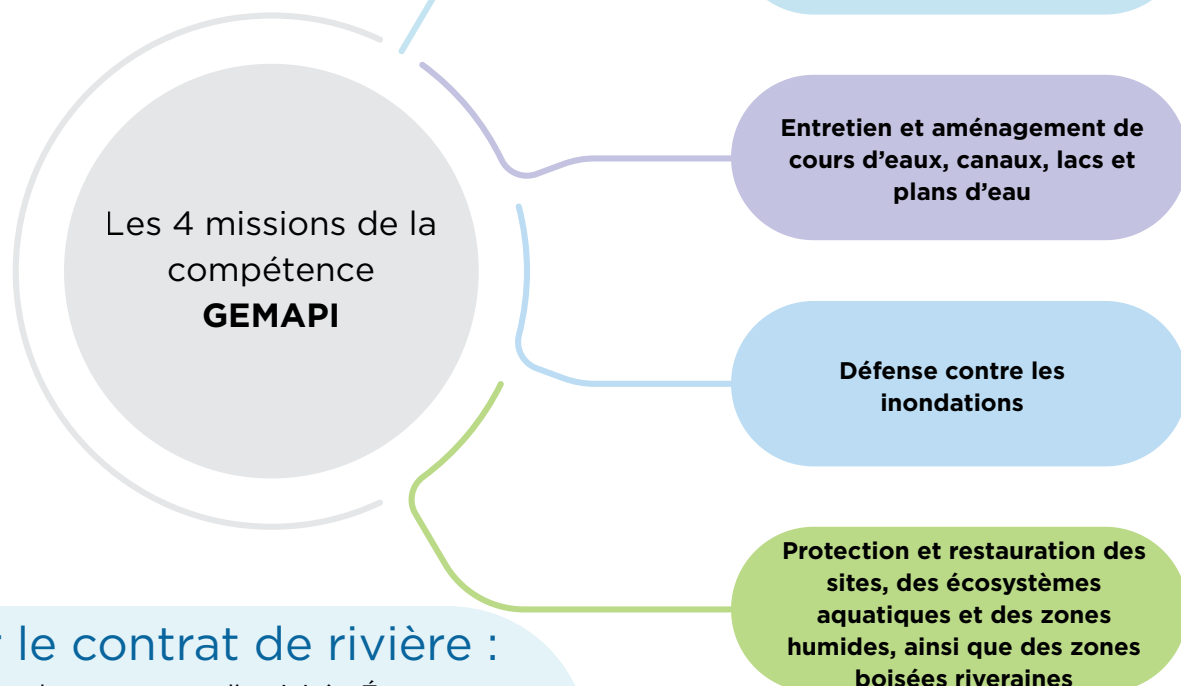 Les 4 missions de la
compétence
GEMAPI
Entretien et aménagement de
cours d'eaux, canaux, lacs et
plans d'eau
Défense contre les
inondations
Protection et restauration des
sites, des écosystèmes
aquatiques et des zones
humides, ainsi que des zones
boisées riveraines
le contrat de rivière :